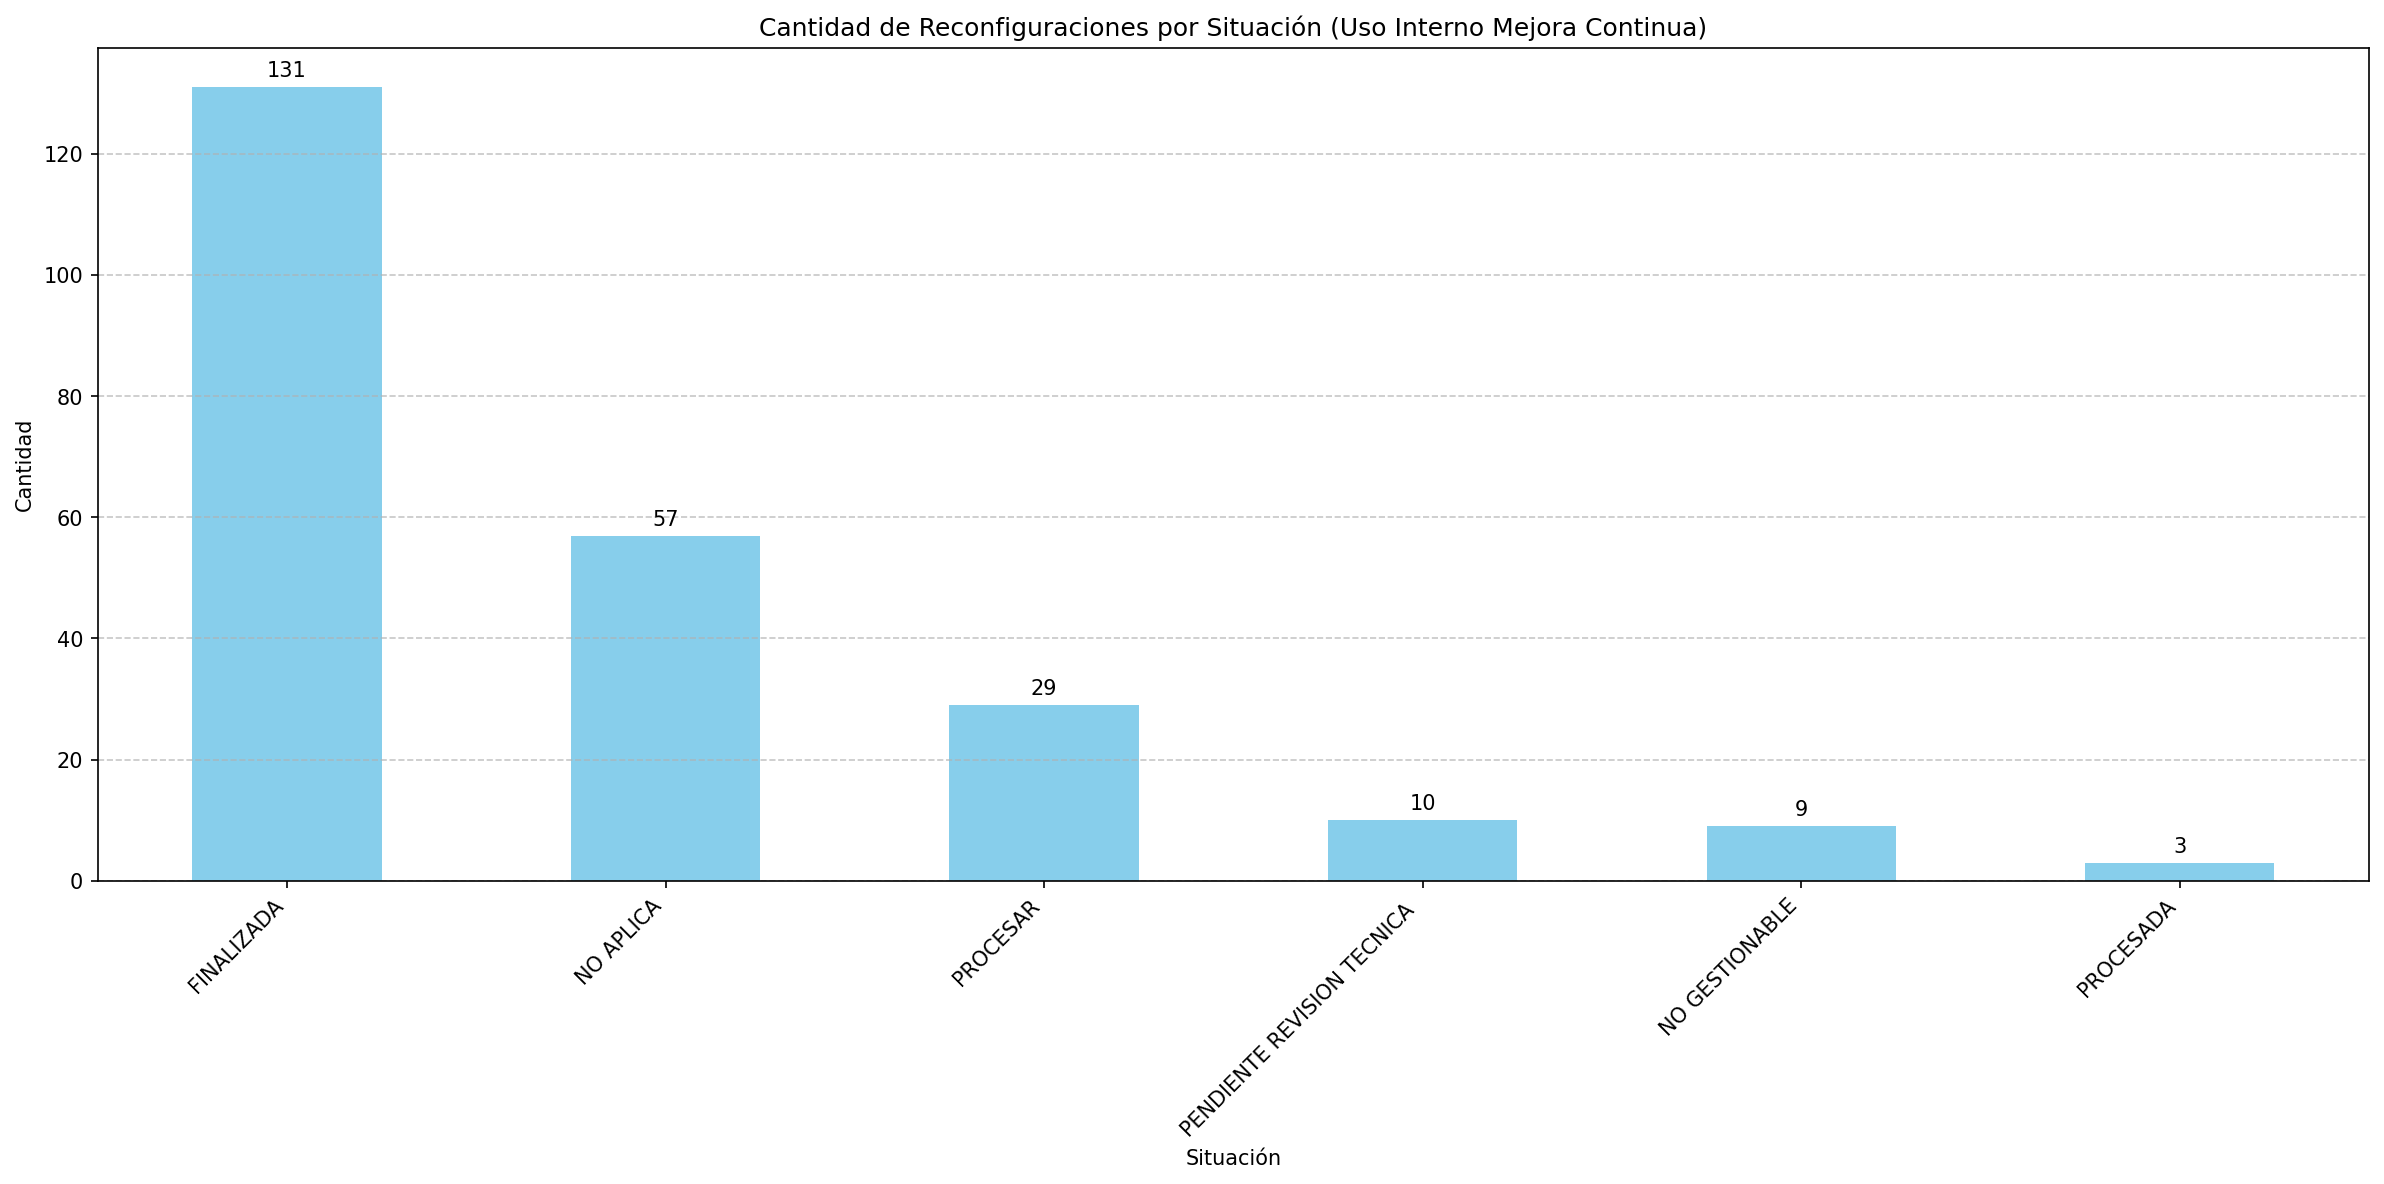 Cantidad de Reconfiguraciones por Situación (Uso Interno Mejora Continua)
131
57
29
10
9
3
120
100
80
60
40
20
0
Cantidad
FINALIZADA
NO APLICA
PROCESAR
PENDIENTE REVISION TECNICA
NO GESTIONABLE
PROCESADA
Situación